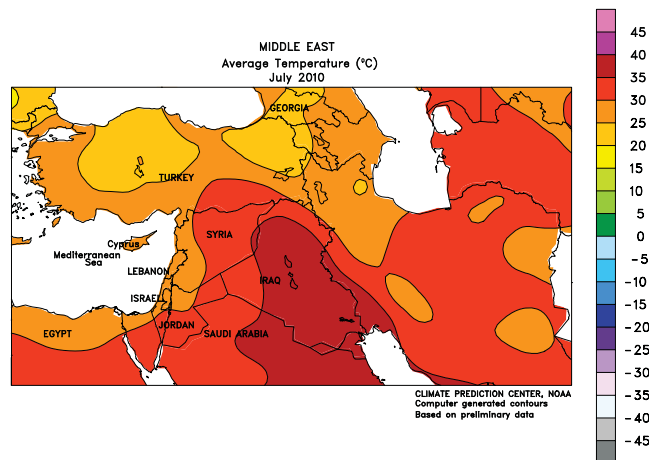 MIDDLE EAST
Average Temperature (°C)
July 2010
GEORGIA
TURKEY
SYRIA
Cyprus
Mediterranean
Sea
LEBANON
IRAQ
ISRAEL
JORDAN
EGYPT
SAUDI ARABIA
CLIMATE PREDICTION CENTER, NOAA
Computer generated contours
Based on preliminary data
45
40
35
30
25
20
15
10
5
0
-5
-10
-15
-20
-25
-30
-35
-40
-45